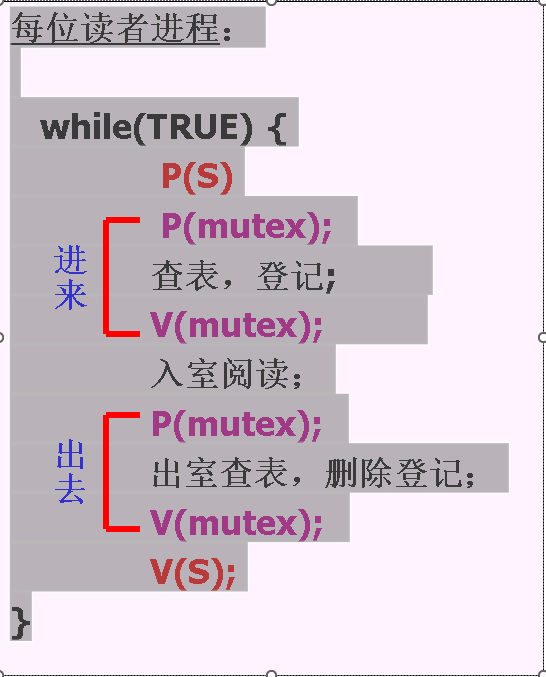 每位读者进程：
while(TRUE) {
P(S)
P(mutex);
查表，登记;
V(mutex);
进来
入室阅读；
P(mutex);
出室查表，删除登记；
V(mutex);
出去
V(S);
}